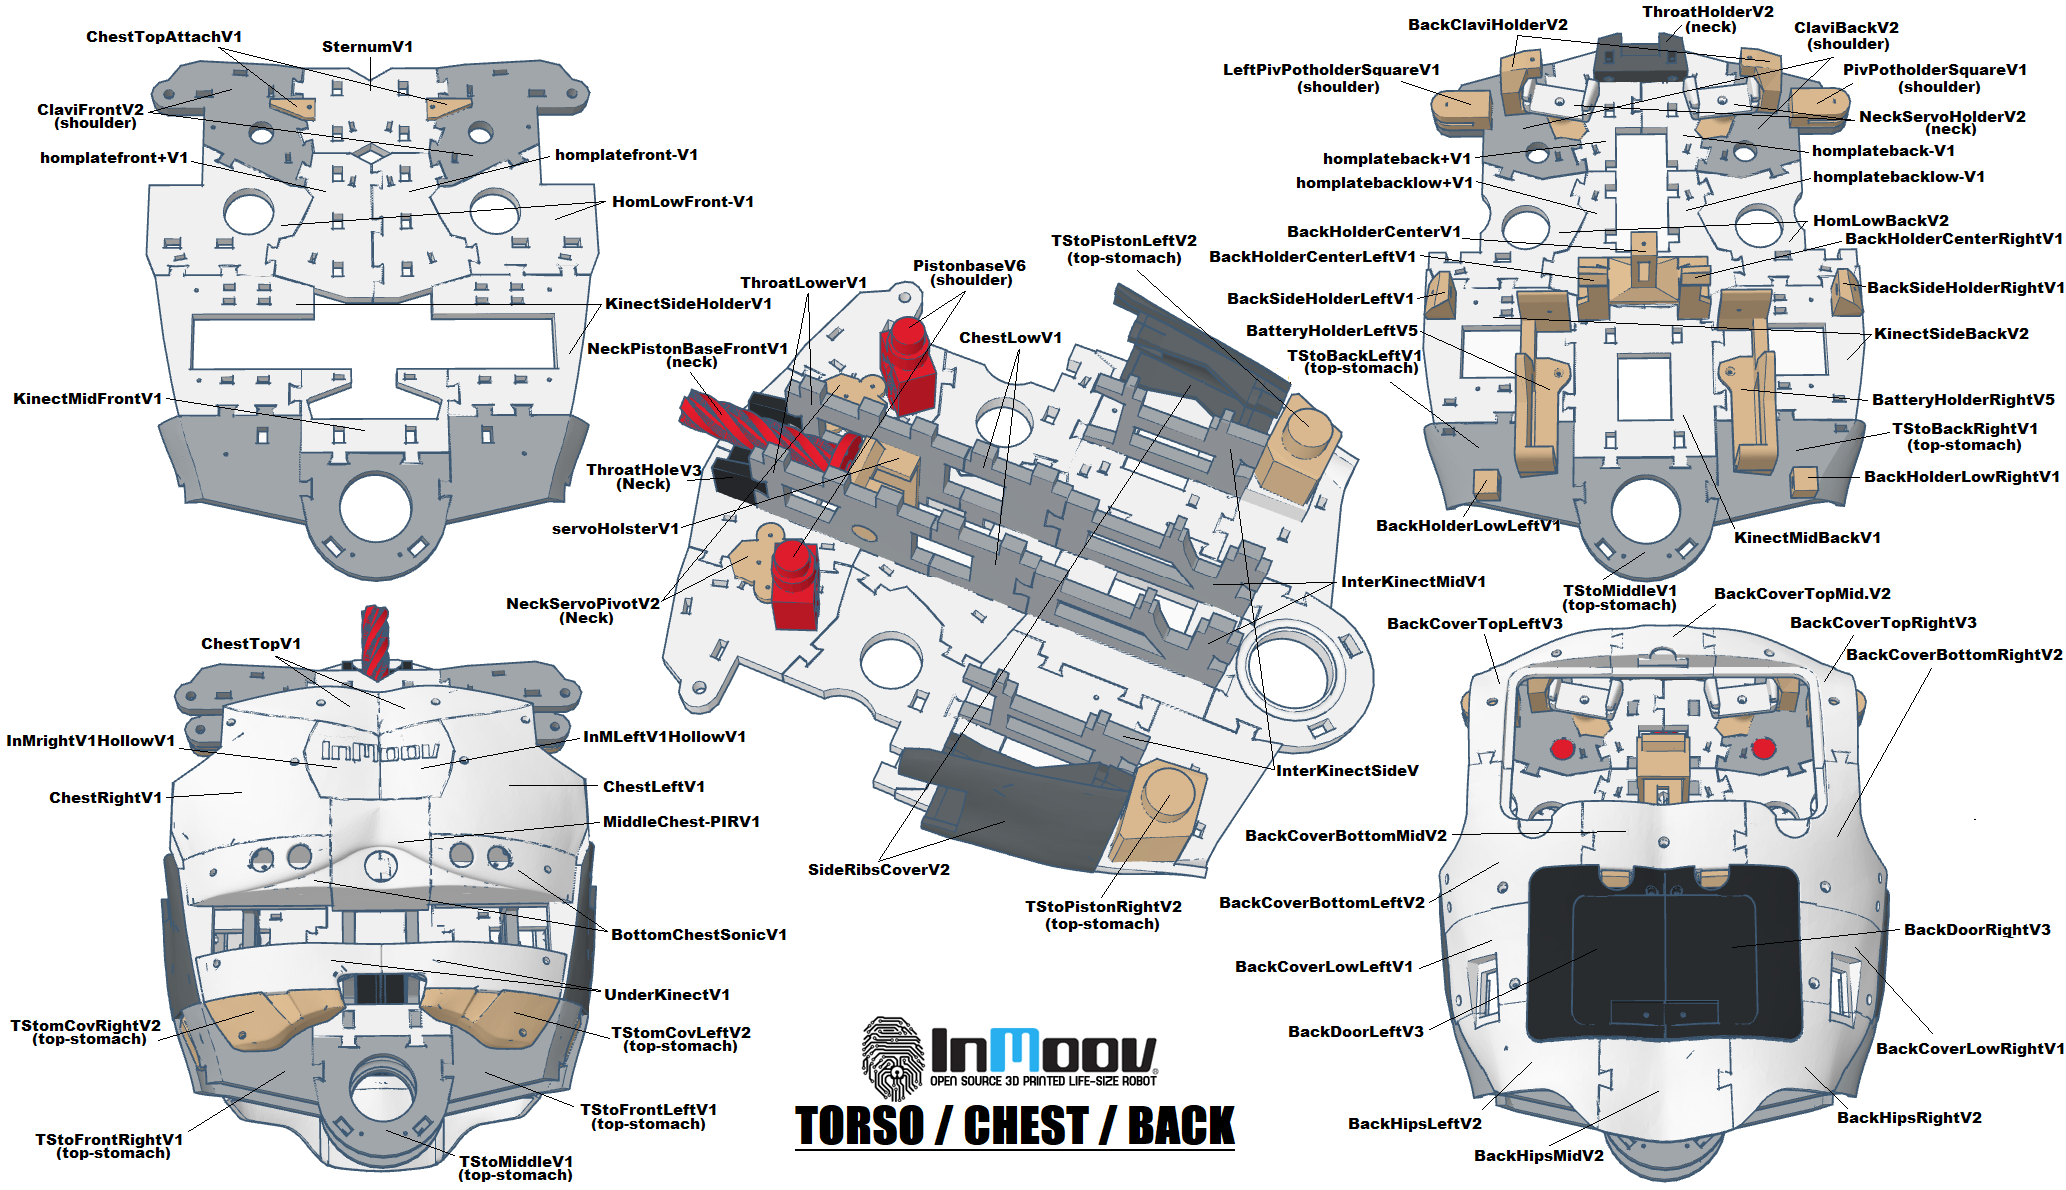 ChestTopAttachV1
SternumV1
ClaviFrontV2
(shoulder)
homplatefront+V1
homplatefront-V1
HomLowFront-V1
KinectSideHolderV1
KinectMidFrontV1
TStoPistonLeftV2
(top-stomach)
PistonbaseV6
(shoulder)
ThroatLowerV1
ChestLowV1
NeckPistonBaseFrontV1
(neck)
ThroatHoleV3
(Neck)
servoHolsterV1
NeckServoPivotV2
(Neck)
InterKinectMidV1
InterKinectSideV
SideRibsCoverV2
TStoPistonRightV2
(top-stomach)
BackClaviHolderV2
ThroatHolderV2
(neck)
ClaviBackV2
(shoulder)
LeftPivPotholderSquareV1
(shoulder)
PivPotholderSquareV1
(shoulder)
NeckServoHolderV2
(neck)
homplateback+V1
homplateback-V1
homplatebacklow+V1
homplatebacklow-V1
HomLowBackV2
BackHolderCenterV1
BackHolderCenterRightV1
BackHolderCenterLeftV1
BackSideHolderLeftV1
BackSideHolderRightV1
BatteryHolderLeftV5
KinectSideBackV2
TStoBackLeftV1
(top-stomach)
BatteryHolderRightV5
TStoBackRightV1
(top-stomach)
BackHolderLowRightV1
BackHolderLowLeftV1
KinectMidBackV1
TStoMiddleV1
(top-stomach)
ChestTopV1
InMrightV1HollowV1
InMLeftV1HollowV1
InMoov
ChestRightV1
ChestLeftV1
MiddleChest-PIRV1
BottomChestSonicV1
UnderKinectV1
TStomCovRightV2
(top-stomach)
TStomCovLeftV2
(top-stomach)
TStoFrontLeftV1
(top-stomach)
TStoFrontRightV1
(top-stomach)
TStoMiddleV1
(top-stomach)
InMoov®
OPEN SOURCE 3D PRINTED LIFE-SIZE ROBOT
TORSO / CHEST / BACK
BackCoverTopMid.V2
BackCoverTopLeftV3
BackCoverTopRightV3
BackCoverBottomRightV2
BackCoverBottomMidV2
BackCoverBottomLeftV2
BackDoorRightV3
BackCoverLowLeftV1
BackDoorLeftV3
BackCoverLowRightV1
BackHipsLeftV2
BackHipsRightV2
BackHipsMidV2